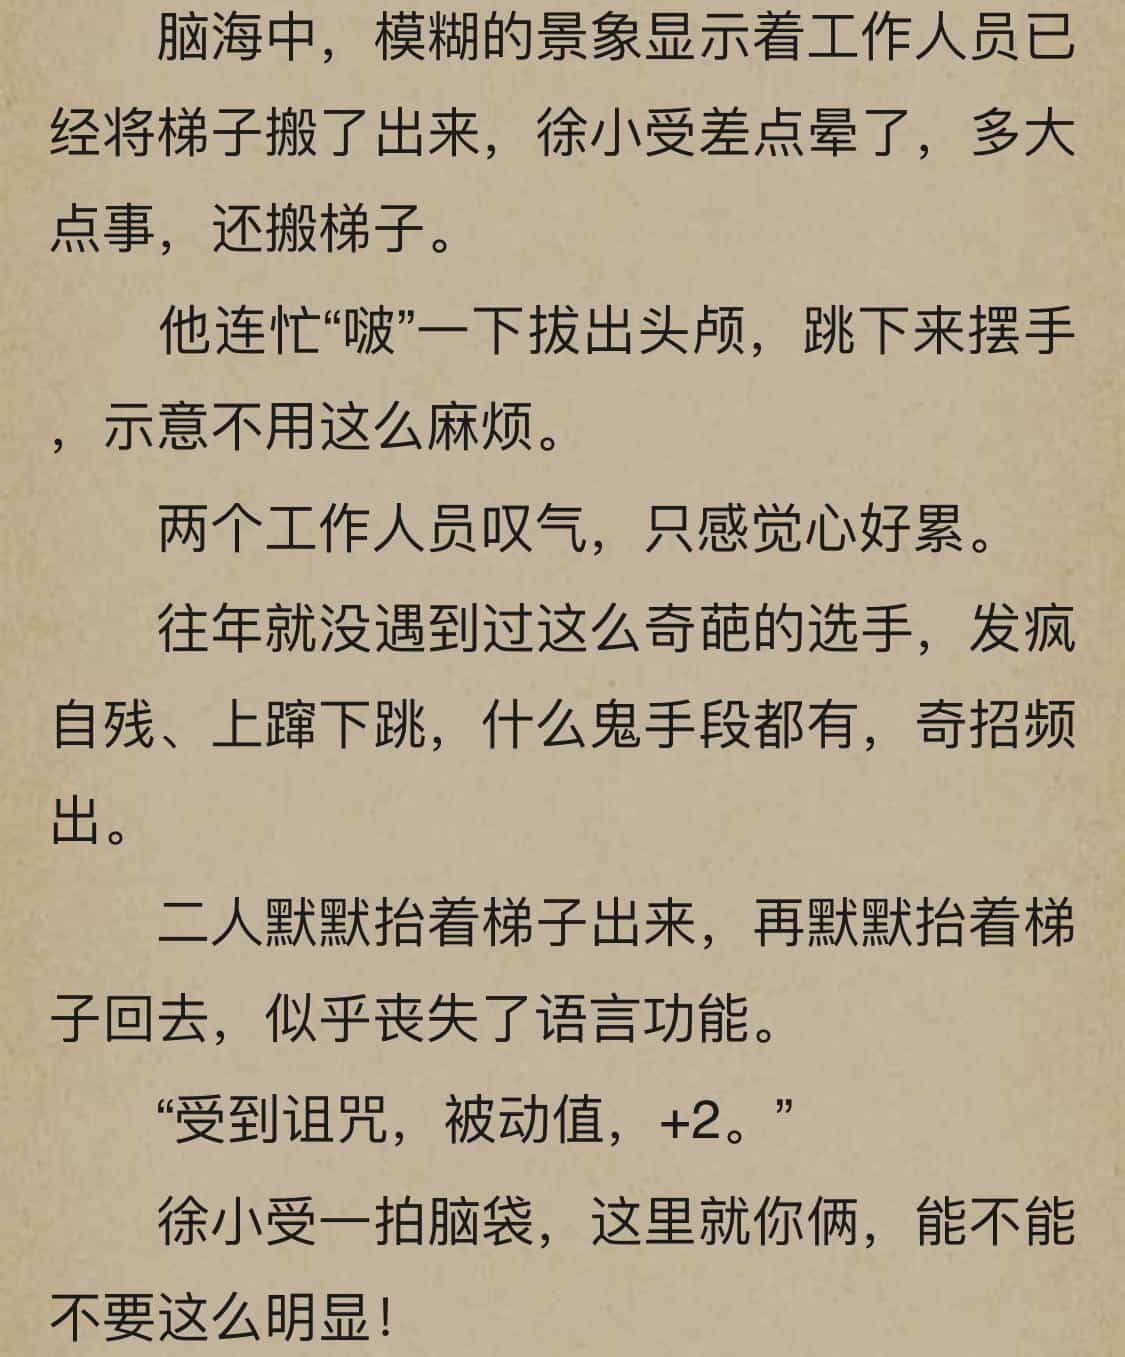 脑海中，模糊的景象显示着工作人员已
经将梯子搬了出来，徐小受差点晕了，多大
点事，还搬梯子。
他连忙“啵”一下拔出头颅，跳下来摆手
，示意不用这么麻烦。
两个工作人员叹气，只感觉心好累。
往年就没遇到过这么奇葩的选手，发疯
自残、上蹿下跳，什么鬼手段都有，奇招频
出。
二人默默抬着梯子出来，再默默抬着梯
子回去，似乎丧失了语言功能。
“受到诅咒，被动值，+2。”
徐小受一拍脑袋，这里就你俩，能不能
不要这么明显！